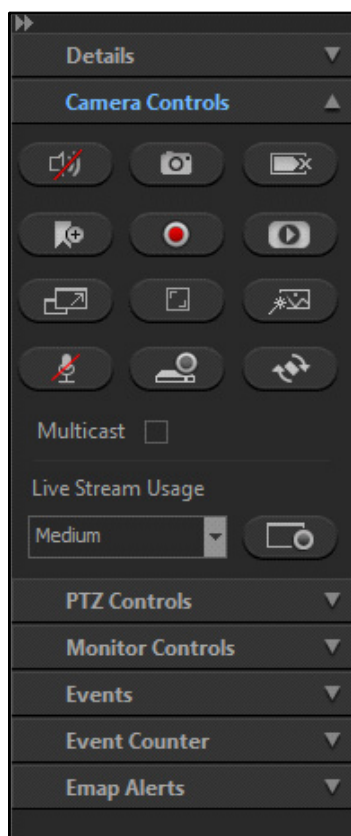 Details
Camera Controls
Multicast
Live Stream Usage
Medium
PTZ Controls
Monitor Controls
Events
Event Counter
Emap Alerts